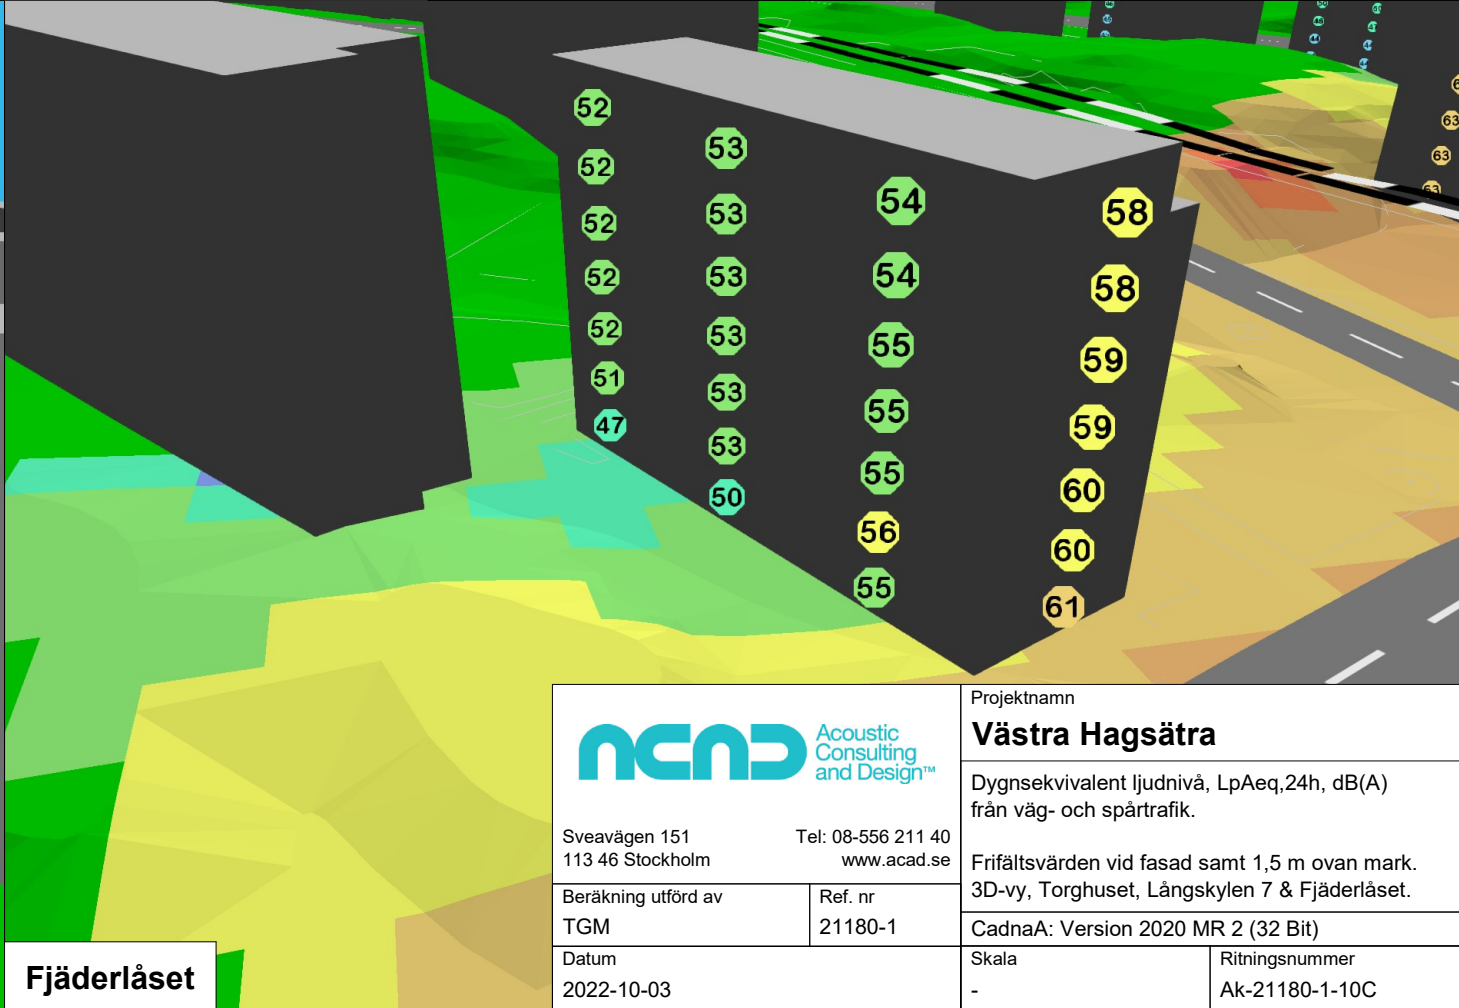 52
52
52
52
52
51
47
53
53
53
53
53
53
50
54
54
55
55
55
56
55
58
58
59
59
60
60
61
63
63
63
Fjäderlåset
ACAD
Acoustic
Consulting
and Design™
Sveavägen 151
Tel: 08-556 211 40
113 46 Stockholm
www.acad.se
Beräkning utförd av
TGM
Ref. nr
21180-1
Datum
2022-10-03
Projektnamn
Västra Hagsätra
Dygnsekvivalent ljudnivå, LpAeq,24h, dB(A)
från väg- och spårtrafik.
Frifältsvärden vid fasad samt 1,5 m ovan mark.
3D-vy, Torghuset, Långskylen 7 & Fjäderlåset.
CadnaA: Version 2020 MR 2 (32 Bit)
Skala
-
Ritningsnummer
Ak-21180-1-10C